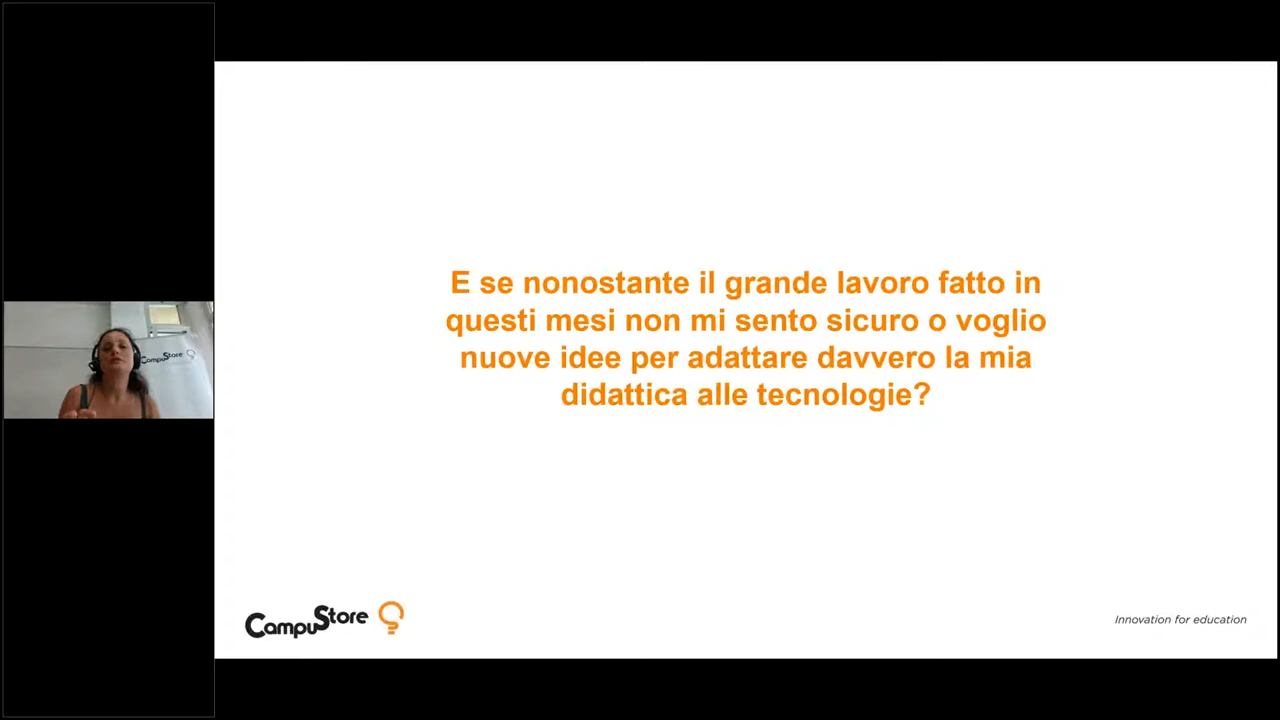 E se nonostante il grande lavoro fatto in
questi mesi non mi sento sicuro o voglio
nuove idee per adattare davvero la mia
didattica alle tecnologie?
CampuStore
CampuStore
Innovation for education